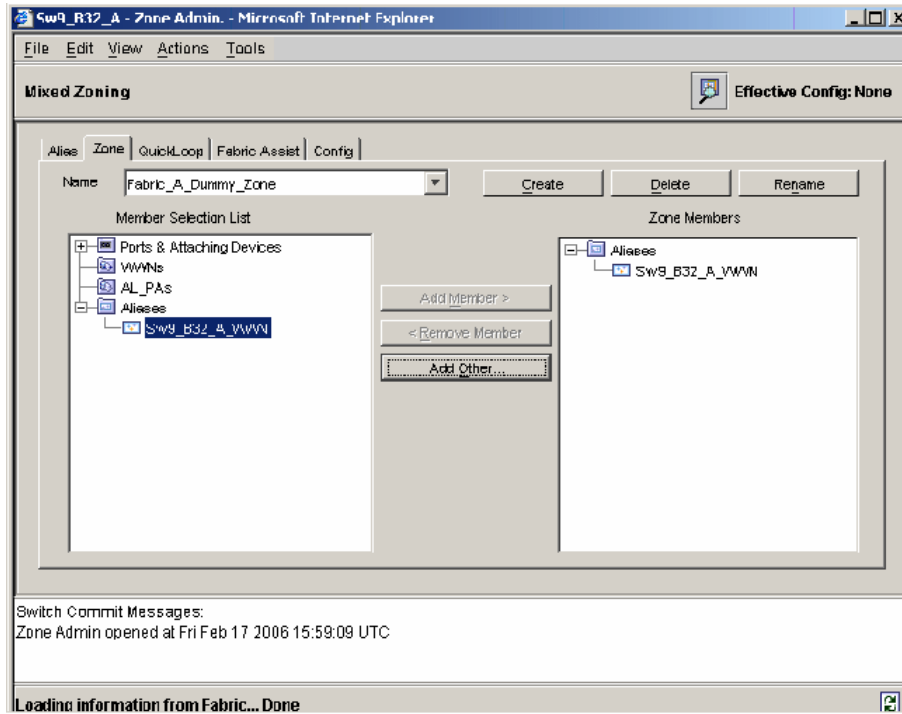 Sw9_B32_A - Zone Admin. - Microsoft Internet Explorer
File Edit View Actions Tools
Mixed Zoning
Effective Config: None
Alias Zone QuickLoop Fabric Assist Config
Name Fabric_A_Dummy_Zone Create Delete Rename
Member Selection List
Zone Members
Ports & Attaching Devices
WWNs
AL_PAs
Aliases
Sw9_B32_A_WWN
Add Member >
< Remove Member
Add Other...
Aliases
Sw9_B32_A_WWN
Switch Commit Messages:
Zone Admin opened at Fri Feb 17 2006 15:59:09 UTC
Loading information from Fabric... Done